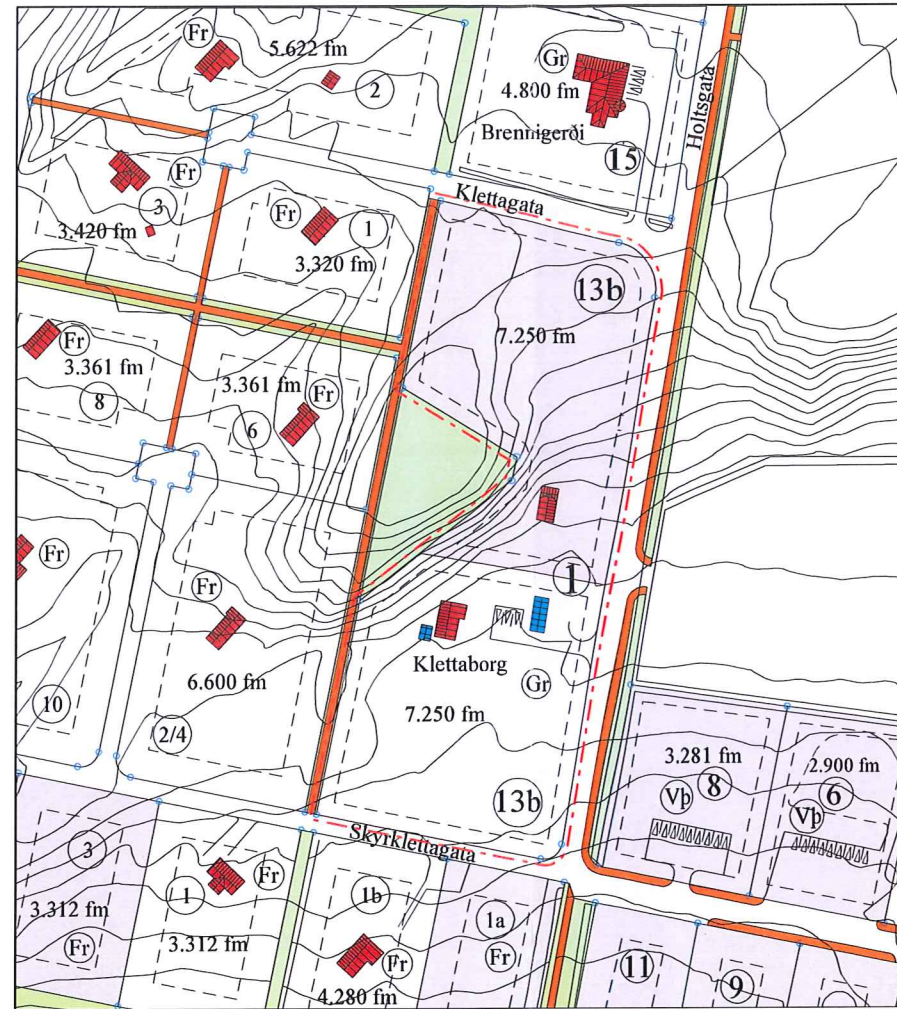 Fr
5.622 fm
2
Gr
4.800 fm
Brennigerði
15
Holtsgata
Fr
3
3.420 fm
Fr
1
3.320 fm
Klettagata
13b
7.250 fm
Fr
3.361 fm
8
3.361 fm
Fr
6
Fr
Fr
6.600 fm
10
2/4
1
Klettaborg
Gr
7.250 fm
13b
3.281 fm
8
Vþ
2.900 fm
6
Vþ
Skyrklettagata
3
3.312 fm
Fr
1
Fr
3.312 fm
1b
Fr
4.280 fm
1a
Fr
11
9